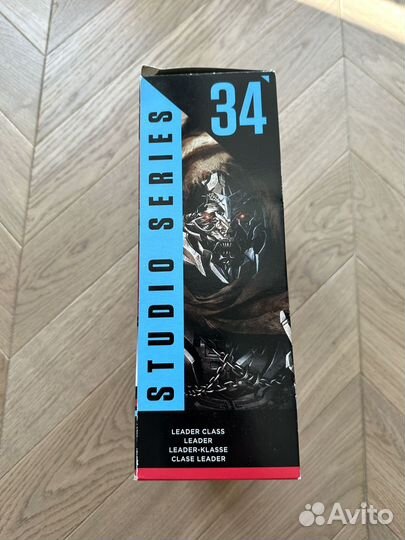 34
STUDIO SERIES
LEADER CLASS
LEADER
LEADER-KLASSE
CLASE LEADER
Avito